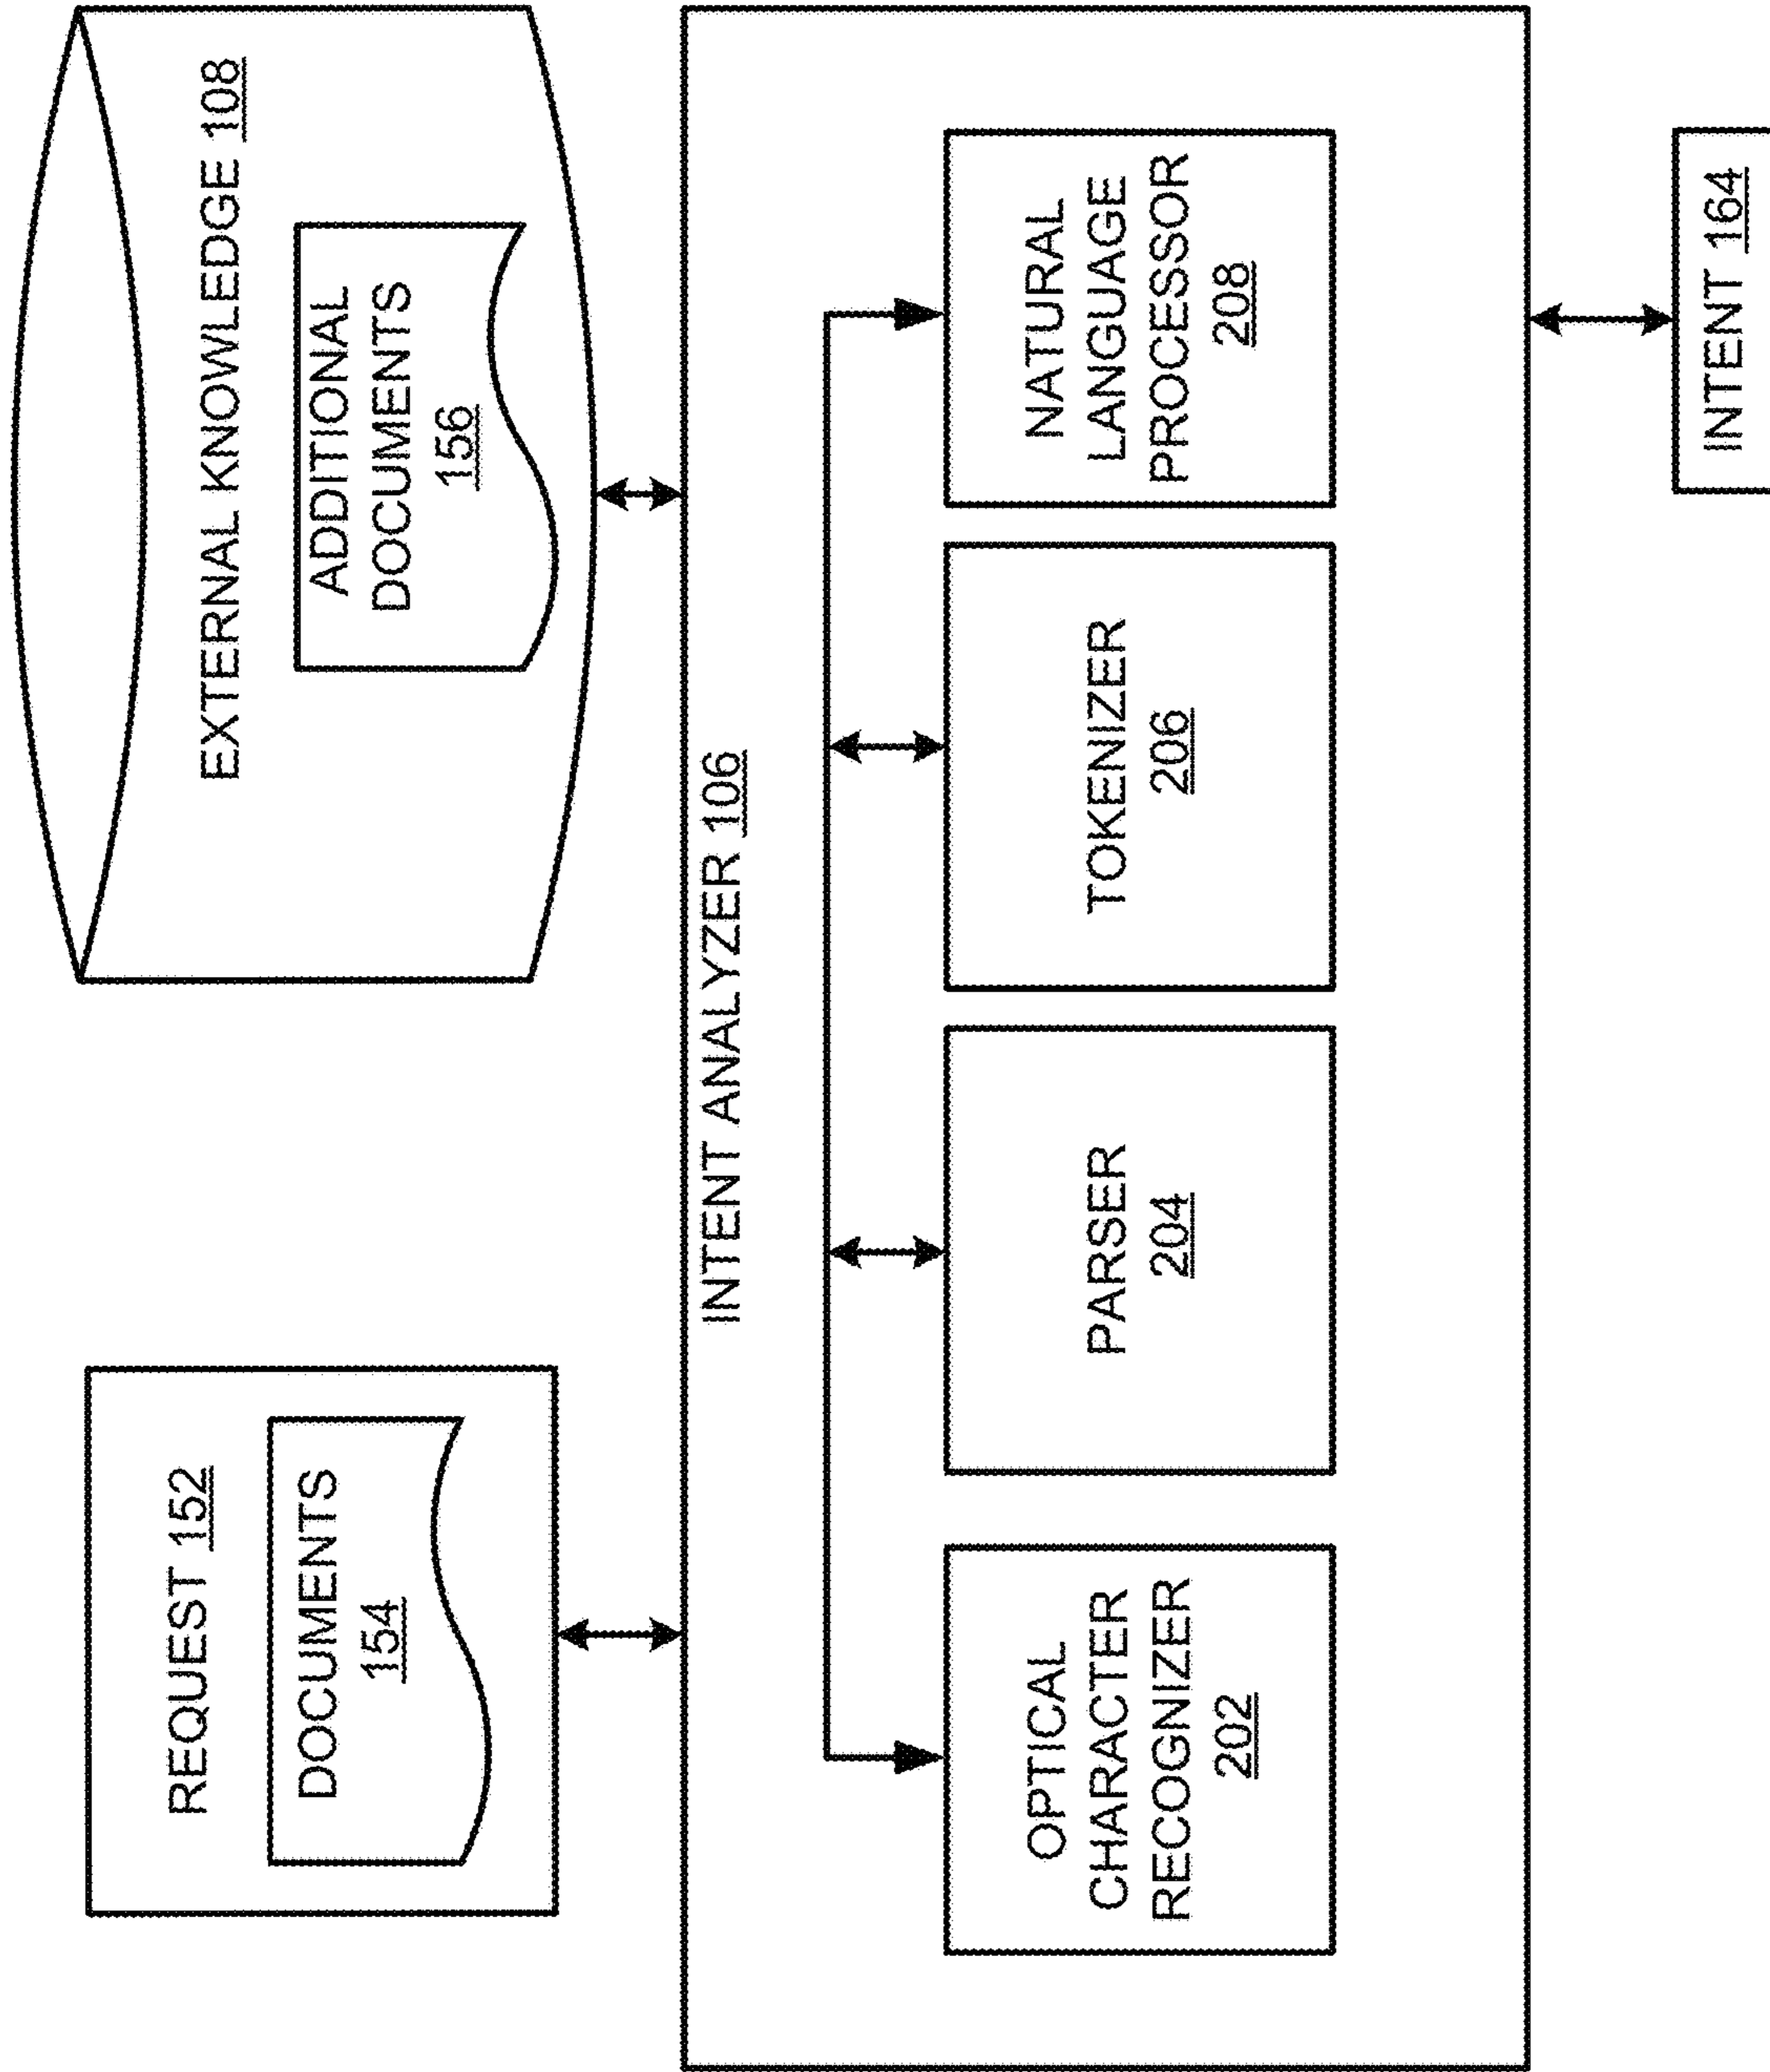 REQUEST 152
DOCUMENTS
154
EXTERNAL KNOWLEDGE 108
ADDITIONAL
DOCUMENTS
156
INTENT ANALYZER 106
OPTICAL
CHARACTER
RECOGNIZER
202
PARSER
204
TOKENIZER
206
NATURAL
LANGUAGE
PROCESSOR
208
INTENT 164